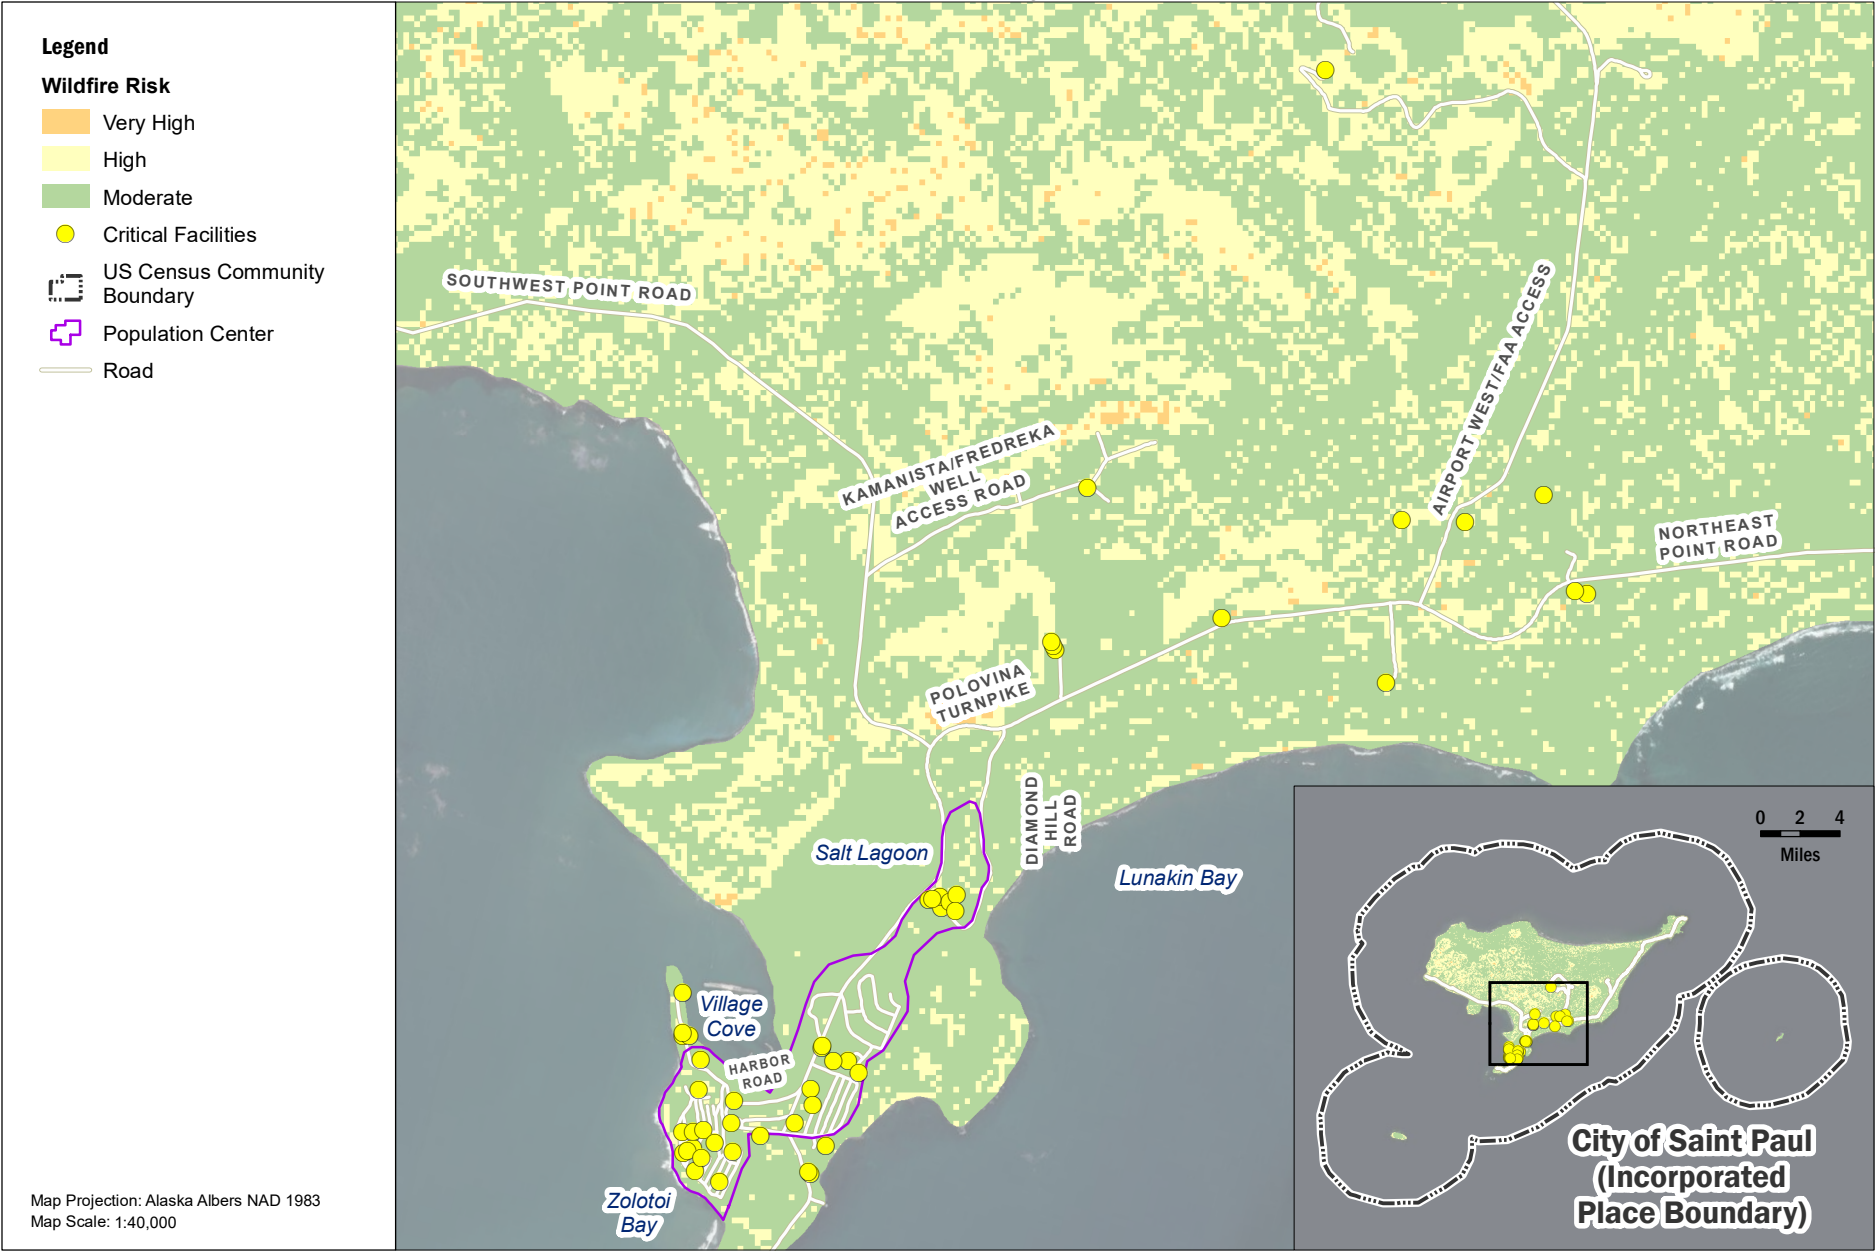 Legend
Wildfire Risk
Very High
High
Moderate
Critical Facilities
US Census Community
Boundary
Population Center
Road
Map Projection: Alaska Albers NAD 1983
Map Scale: 1:40,000
SOUTHWEST POINT ROAD
KAMANISTA/FREDREKA
WELL
ACCESS ROAD
AIRPORT WEST/FAA ACCESS
NORTHEAST
POINT ROAD
POLOVINA
TURNPIKE
DIAMOND
HILL
ROAD
Salt Lagoon
Lunakin Bay
Village
Cove
HARBOR
ROAD
Zolotoi
Bay
0 2 4
Miles
City of Saint Paul
(Incorporated
Place Boundary)